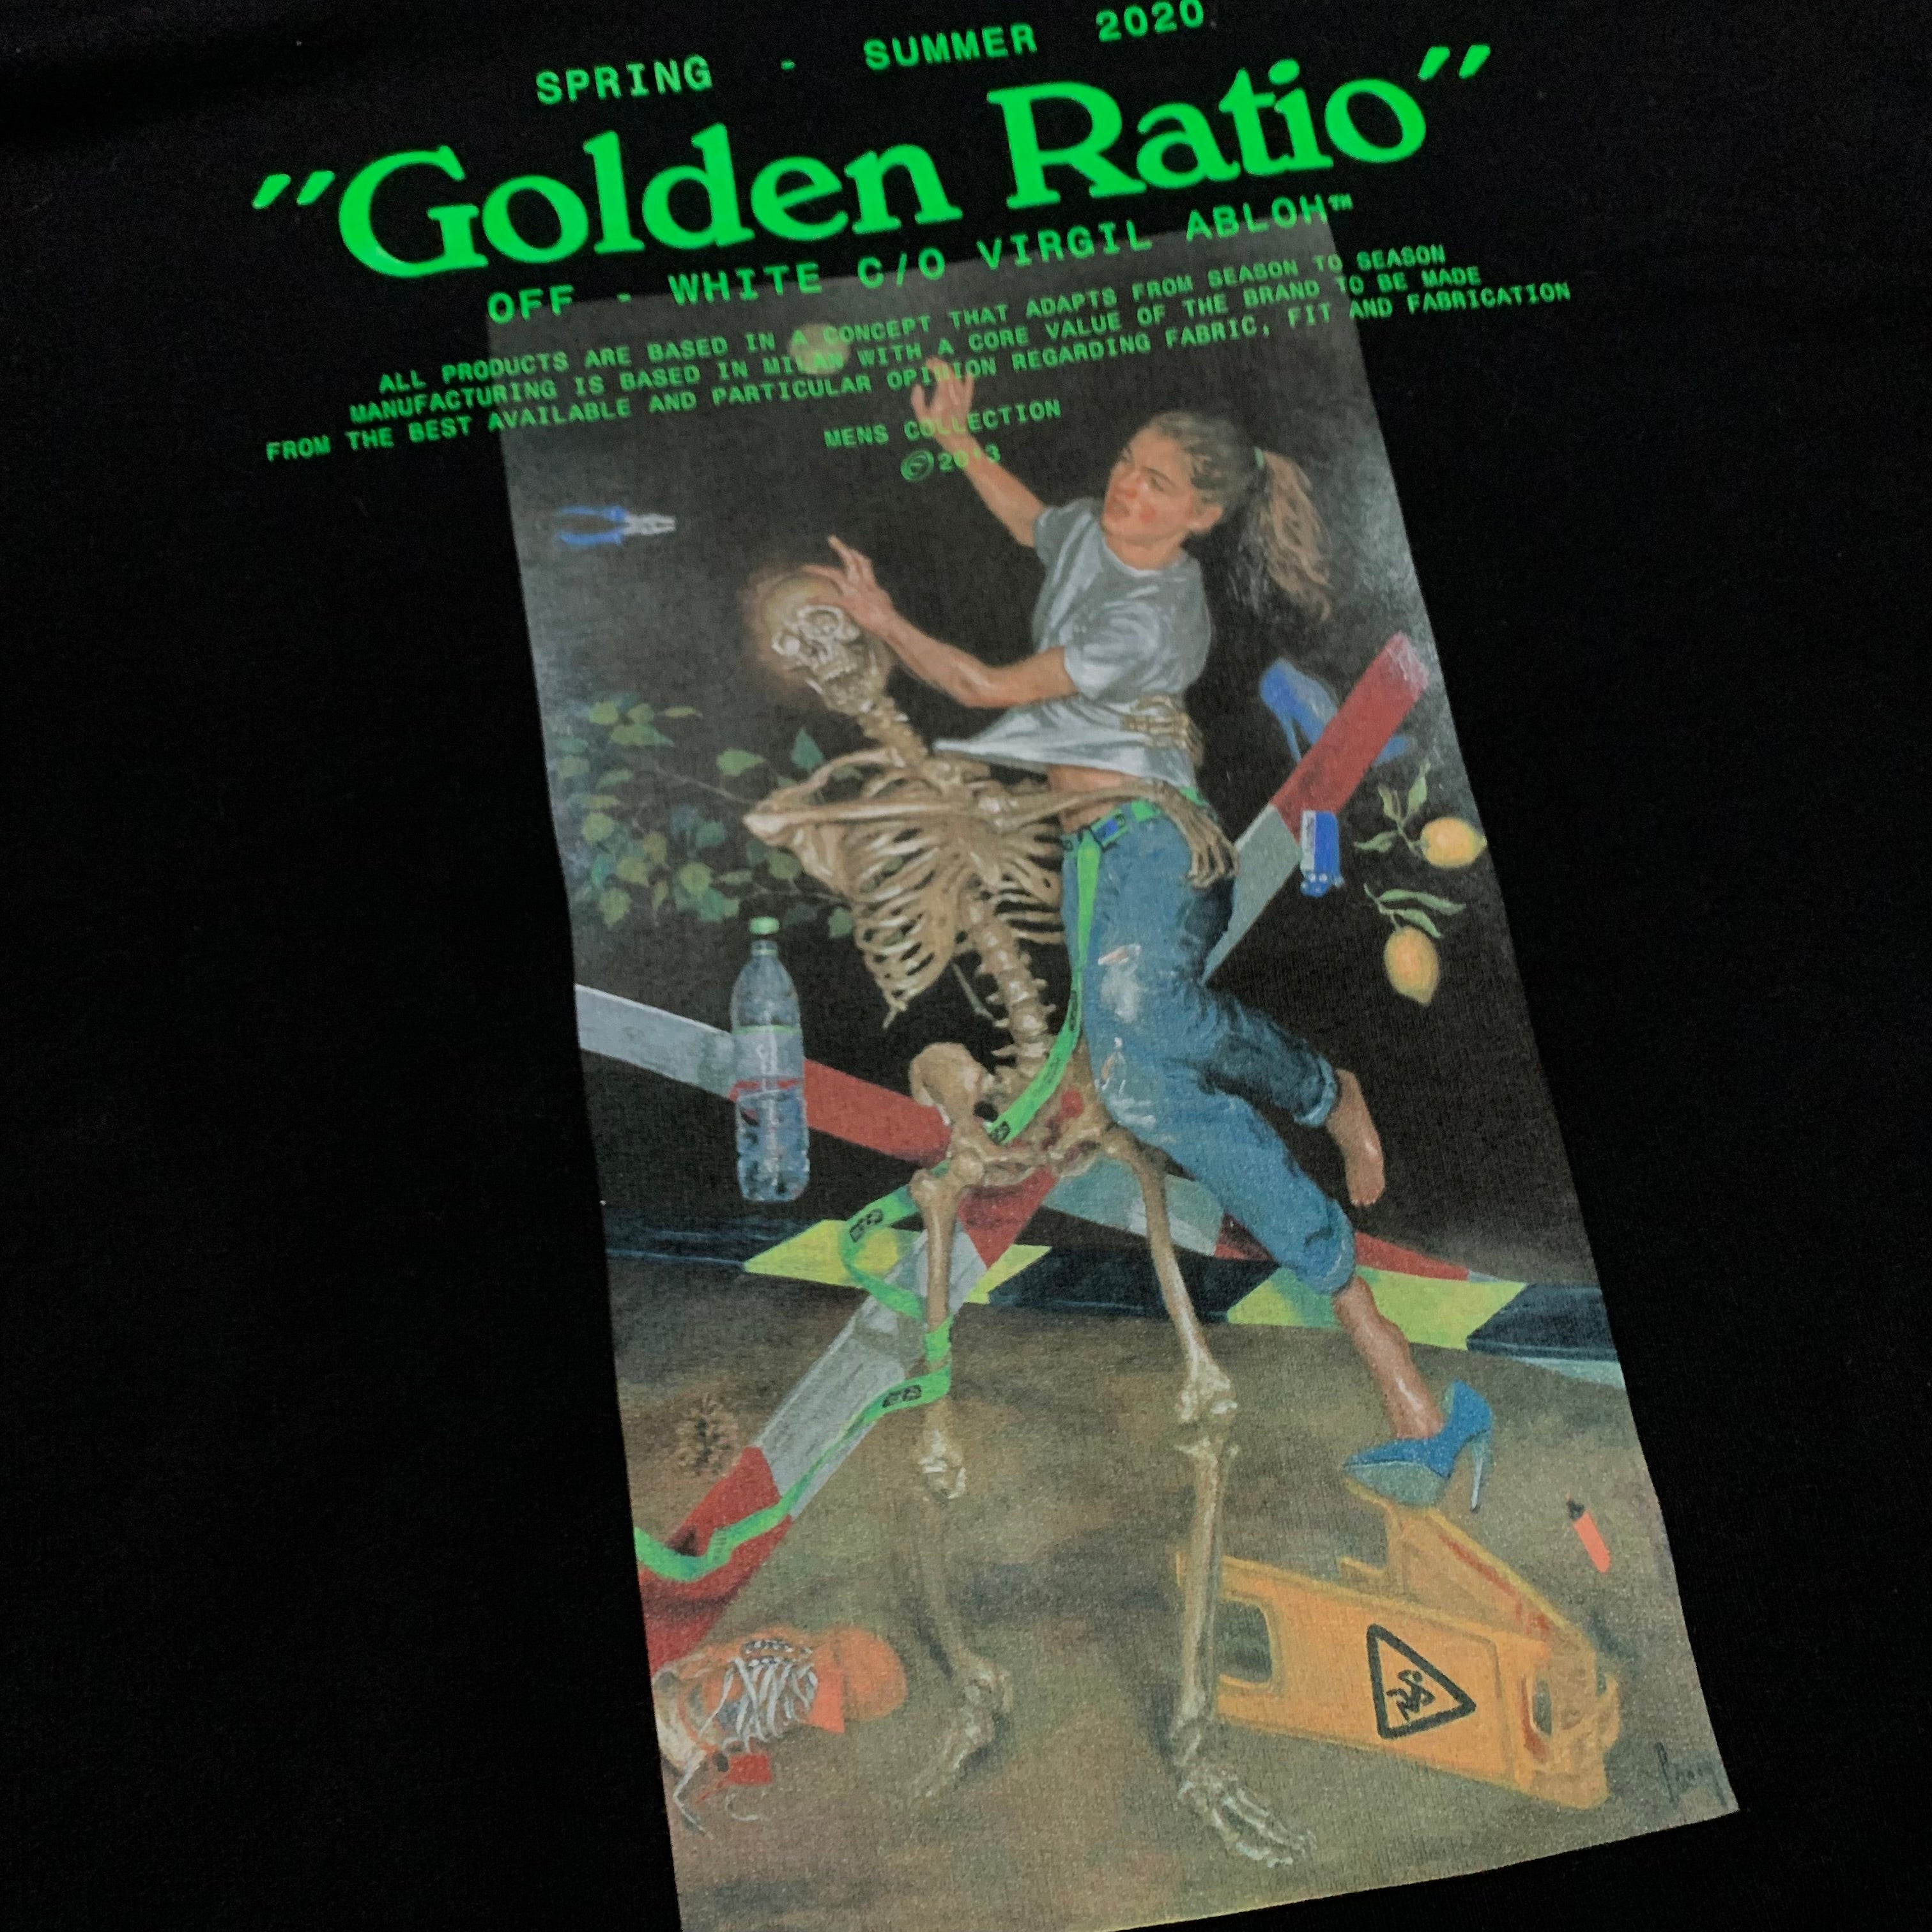 SPRING - SUMMER 2020
"Golden Ratio"
OFF - WHITE C/O VIRGIL ABLOH™
ALL PRODUCTS ARE BASED IN A CONCEPT THAT ADAPTS FROM SEASON TO SEASON
MANUFACTURING IS BASED IN MILAN WITH A CORE VALUE OF THE BRAND TO BE MADE
FROM THE BEST AVAILABLE AND PARTICULAR OPINION REGARDING FABRIC, FIT AND FABRICATION
MENS COLLECTION
©2013